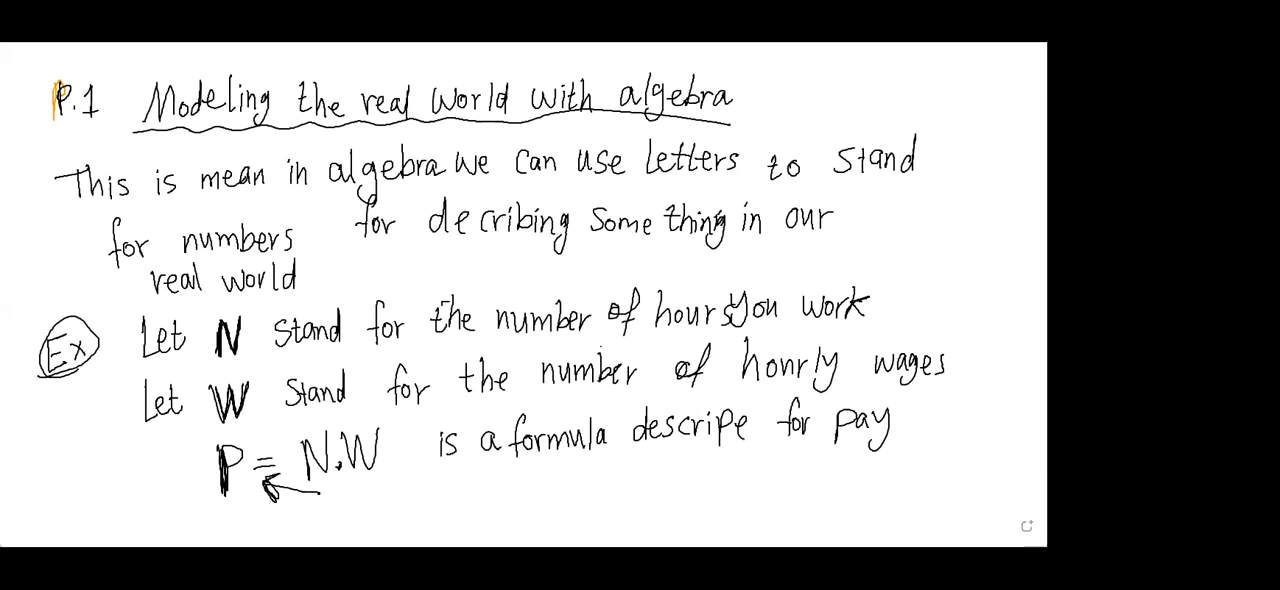 P.1 Modeling the real world with algebra
This is mean in algebra we can use letters to stand
for numbers for decribing some thing in our
real world
Ex Let N stand for the number of hours you work
Let W stand for the number of hourly wages
P = N.W is a formula descripe for pay